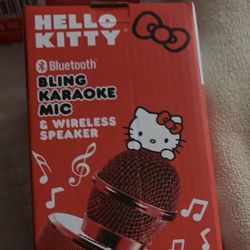 HELLO
KITTY
Bluetooth®
BLING
KARAOKE
MIC
& WIRELESS
SPEAKER